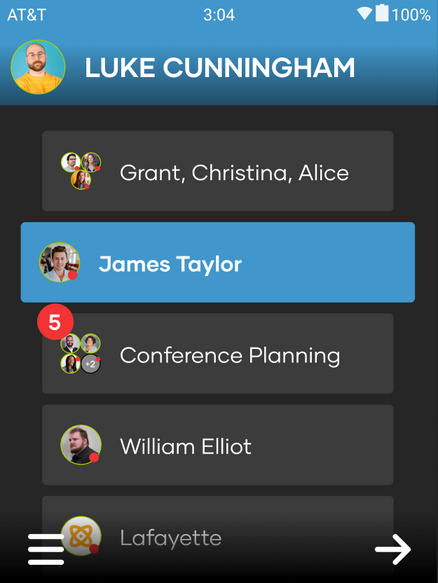 AT&T 3:04 100%
LUKE CUNNINGHAM
Grant, Christina, Alice
James Taylor
5
+2
Conference Planning
William Elliot
Lafayette